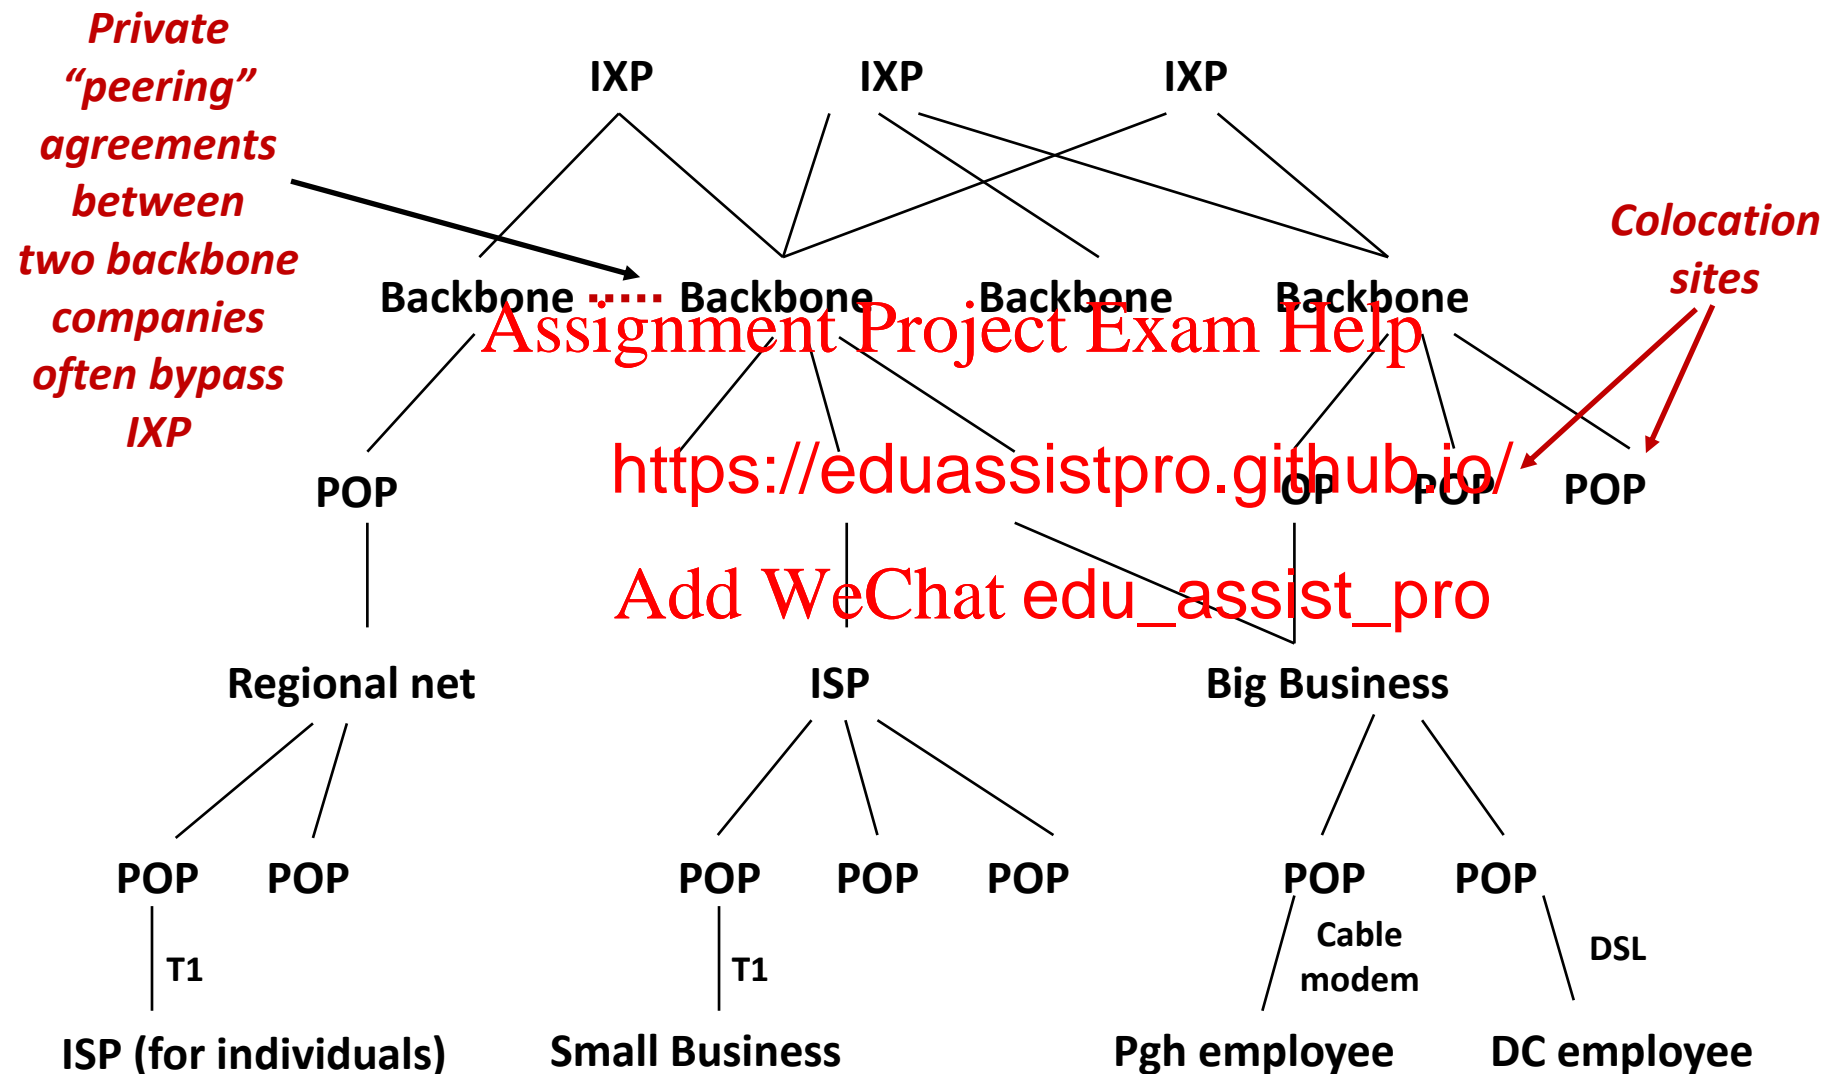 Private
“peering”
agreements
between
two backbone
companies
often bypass
IXP
IXP IXP IXP
Colocation
sites
Backbone Backbone Backbone Backbone
Assignment Project Exam Help
https://eduassistpro.github.io/
POP OP POP POP
Add WeChat edu_assist_pro
Regional net ISP Big Business
POP POP POP POP POP POP POP
T1 T1 Cable
modem DSL
ISP (for individuals) Small Business Pgh employee DC employee